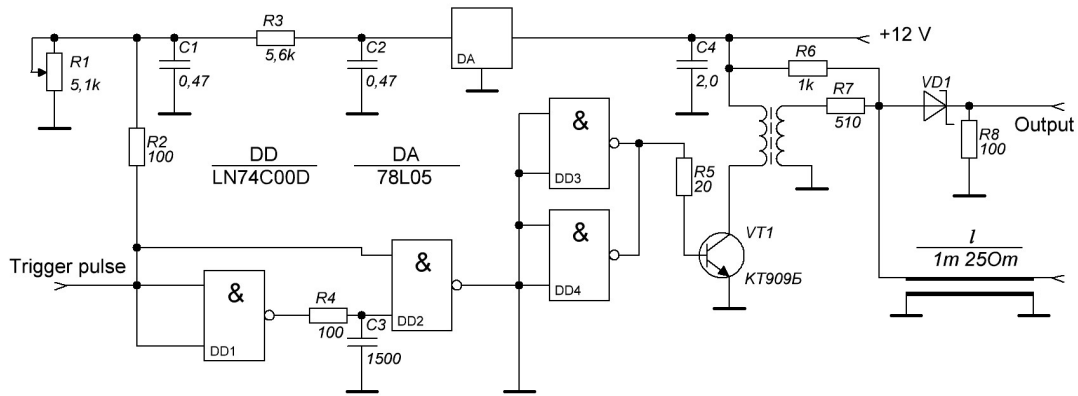 R1
5,1k
C1
0,47
R3
5,6k
C2
0,47
DA
C4
2,0
+12 V
R6
1k
R7
510
VD1
Output
R8
100
R2
100
DD
LN74C00D
DA
78L05
&
DD3
&
DD4
R5
20
VT1
KT909Б
l
1m 25Om
Trigger pulse
&
DD1
R4
100
C3
1500
&
DD2